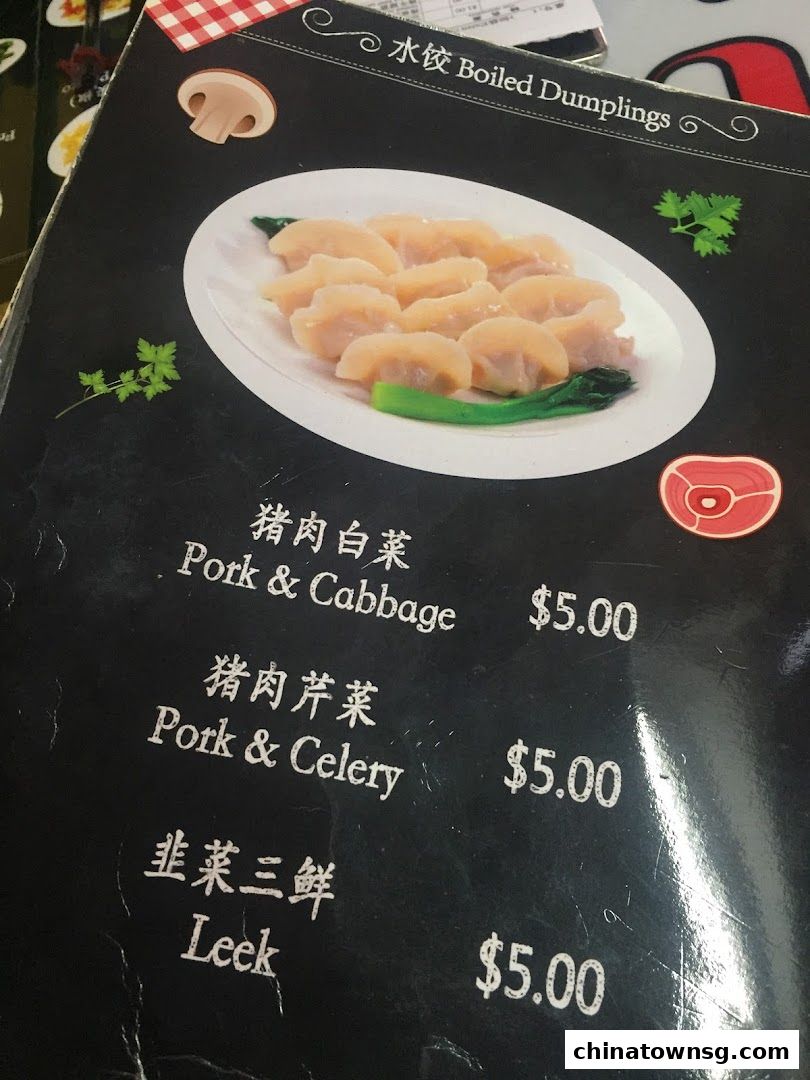 水饺 Boiled Dumplings
猪肉白菜
Pork & Cabbage $5.00
猪肉芹菜
Pork & Celery $5.00
韭菜三鲜
Leek $5.00
chinatownsg.com